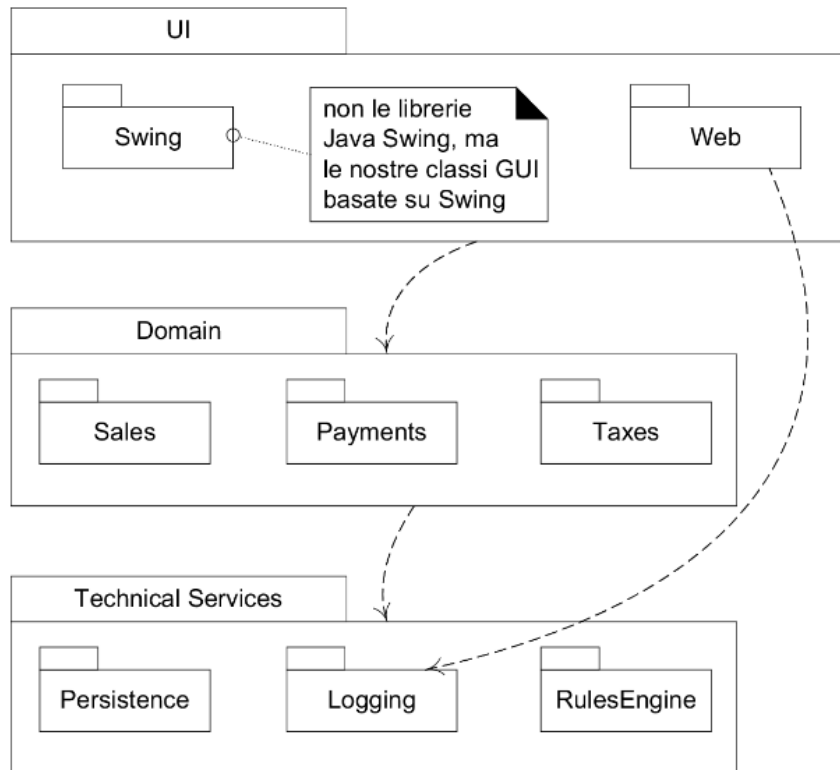 UI
Swing
non le librerie
Java Swing, ma
le nostre classi GUI
basate su Swing
Web
Domain
Sales
Payments
Taxes
Technical Services
Persistence
Logging
RulesEngine